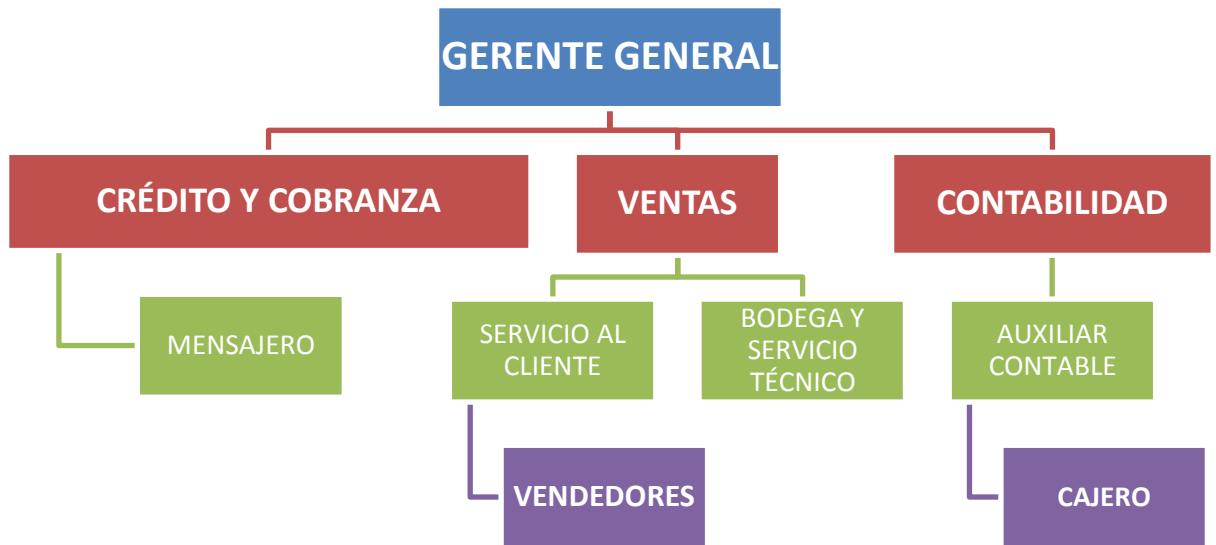 GERENTE GENERAL
CRÉDITO Y COBRANZA
VENTAS
CONTABILIDAD
MENSAJERO
SERVICIO AL
CLIENTE
BODEGA Y
SERVICIO
TÉCNICO
AUXILIAR
CONTABLE
VENDEDORES
CAJERO